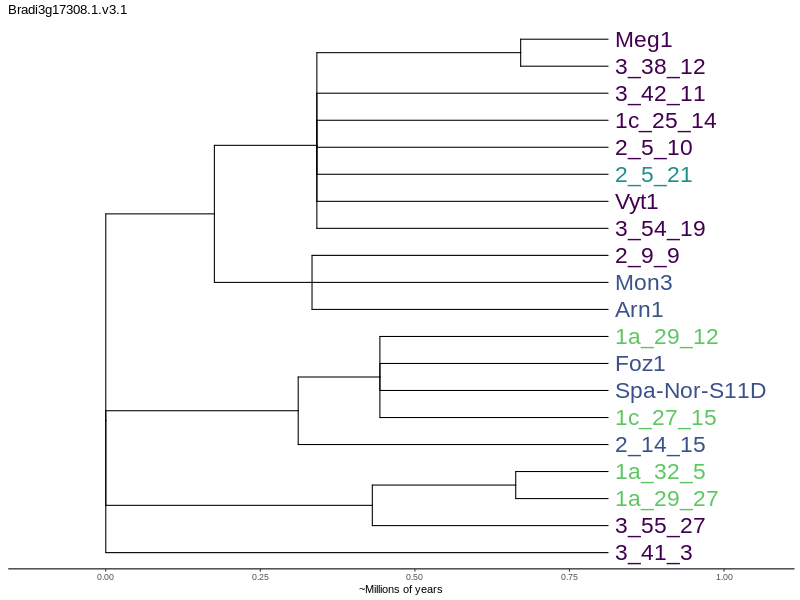 Bradi3g17308.1.v3.1
Meg1
3_38_12
3_42_11
1c_25_14
2_5_10
2_5_21
Vyt1
3_54_19
2_9_9
Mon3
Arn1
1a_29_12
Foz1
Spa-Nor-S11D
1c_27_15
2_14_15
1a_32_5
1a_29_27
3_55_27
3_41_3
0.00 0.25 0.50 0.75 1.00
~Millions of years